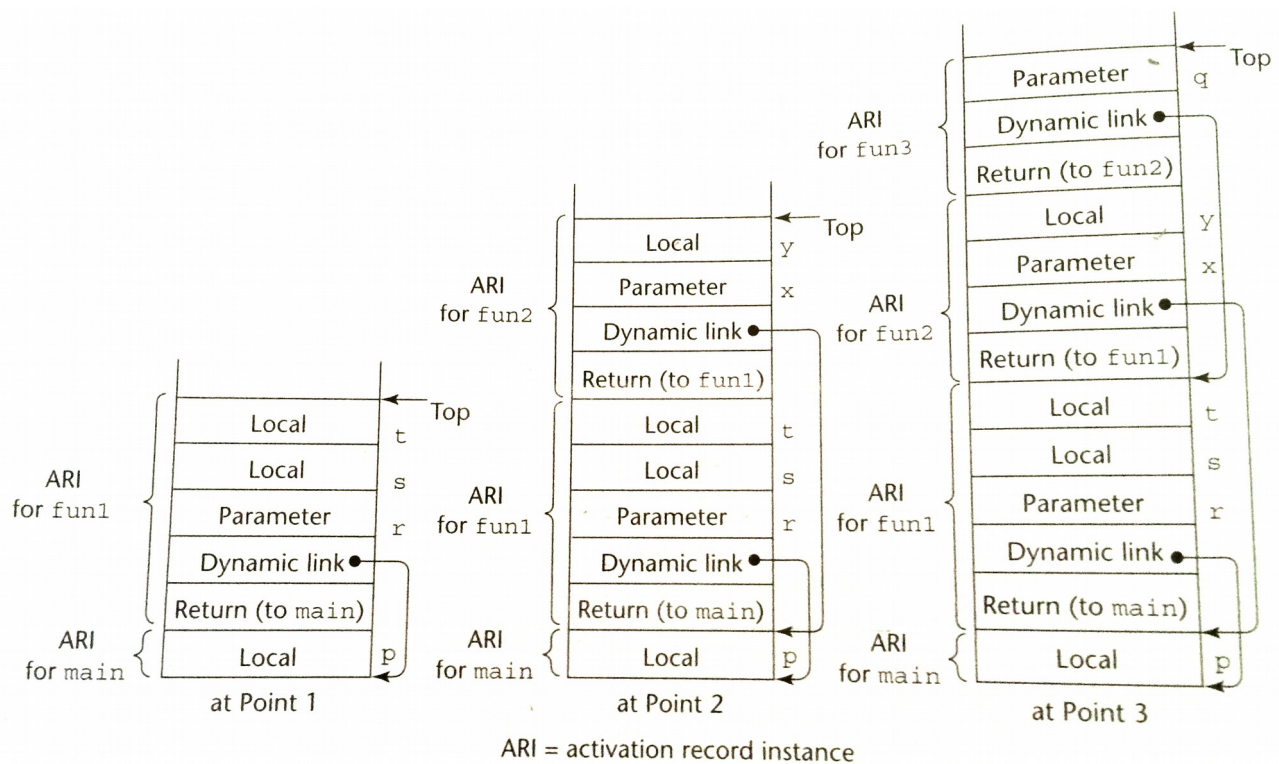 Local t
Local s
Parameter r
Dynamic link
Return (to main)
Local p
Top
ARI
for fun1
ARI
for main
at Point 1
Local y
Parameter x
Dynamic link
Return (to fun1)
Local t
Local s
Parameter r
Dynamic link
Return (to main)
Local p
Top
ARI
for fun2
ARI
for fun1
ARI
for main
at Point 2
Parameter q
Dynamic link
Return (to fun2)
Local y
Parameter x
Dynamic link
Return (to fun1)
Local t
Local s
Parameter r
Dynamic link
Return (to main)
Local p
Top
ARI
for fun3
ARI
for fun2
ARI
for fun1
ARI
for main
at Point 3
ARI = activation record instance